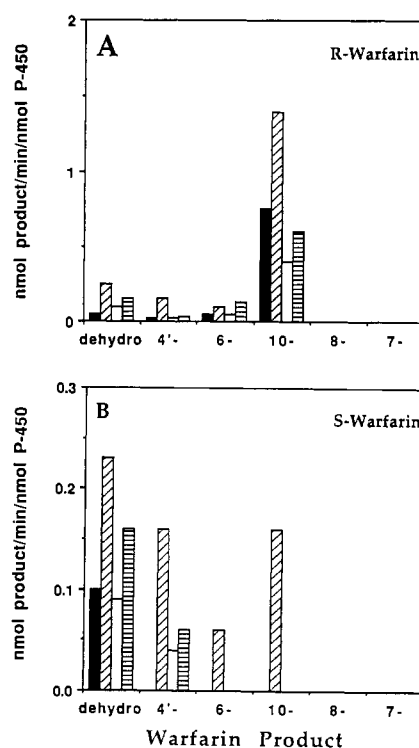 2
A
R-Warfarin
nmol product/min/nmol P-450
1
0
dehydro 4'- 6- 10- 8- 7-
0.3
B
S-Warfarin
nmol product/min/nmol P-450
0.2
0.1
0.0
dehydro 4'- 6- 10- 8- 7-
Warfarin Product